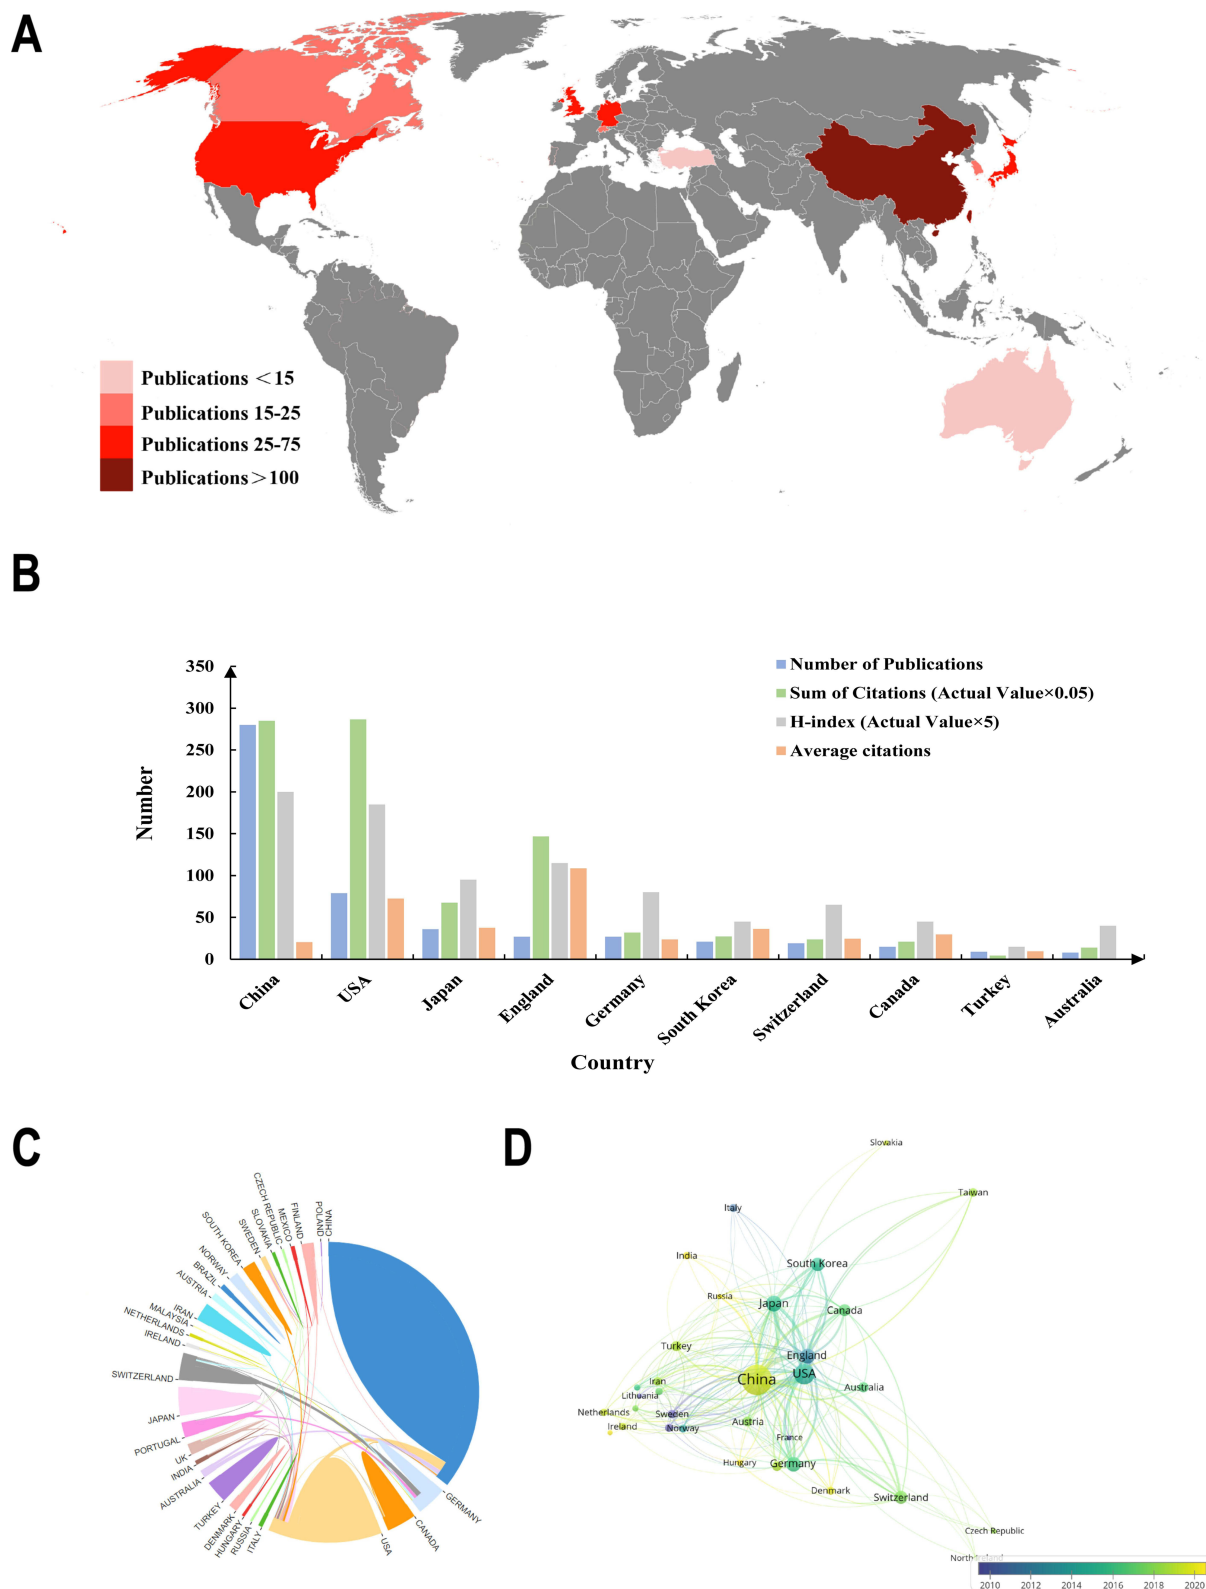 A
Publications <15
Publications 15-25
Publications 25-75
Publications >100
B
Number of Publications
Sum of Citations (Actual Value×0.05)
H-index (Actual Value×5)
Average citations
350
300
250
200
150
100
50
0
Number
China
USA
Japan
England
Germany
South Korea
Switzerland
Canada
Turkey
Australia
Country
C
CHINA
POLAND
FINLAND
MEXICO
CZECH REPUBLIC
SLOVAKIA
SWEDEN
SOUTH KOREA
NORWAY
BRAZIL
AUSTRIA
IRAN
MALAYSIA
NETHERLANDS
IRELAND
SWITZERLAND
JAPAN
PORTUGAL
UK
INDIA
AUSTRALIA
TURKEY
DENMARK
HUNGARY
RUSSIA
ITALY
USA
CANADA
GERMANY
D
Slovakia
Taiwan
Italy
India
South Korea
Russia
Japan
Canada
Turkey
England
China
USA
Iran
Australia
Lithuania
Netherlands
Sweden
Ireland
Norway
Austria
France
Hungary
Germany
Denmark
Switzerland
Czech Republic
North Ireland
2010
2012
2014
2016
2018
2020